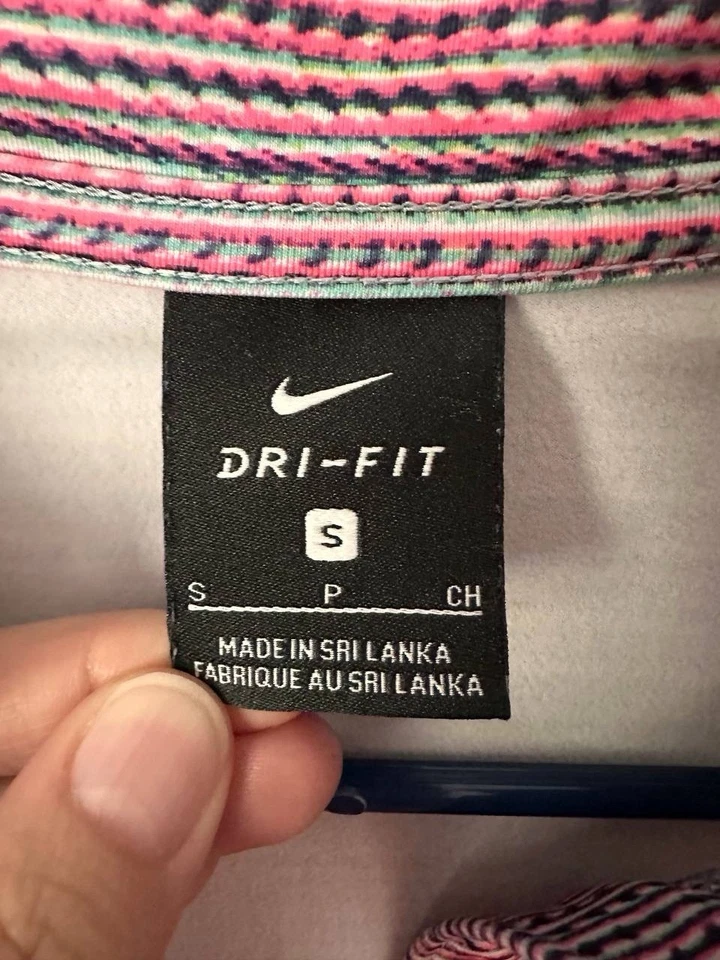 DRI-FIT
S
S P CH
MADE IN SRI LANKA
FABRIQUE AU SRI LANKA